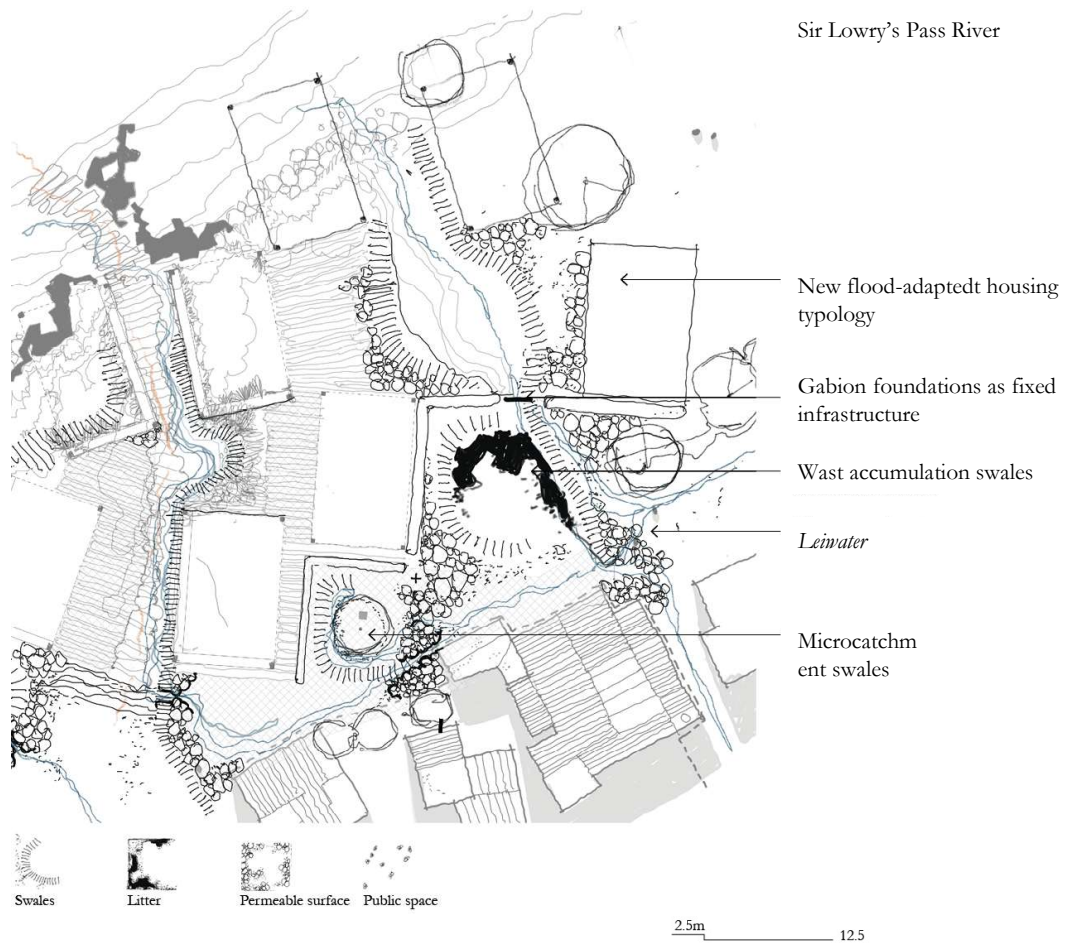 Sir Lowry's Pass River
New flood-adaptedt housing
typology
Gabion foundations as fixed
infrastructure
Wast accumulation swales
Leiwater
Microcatchm
ent swales
Swales
Litter
Permeable surface
Public space
2.5m
12.5